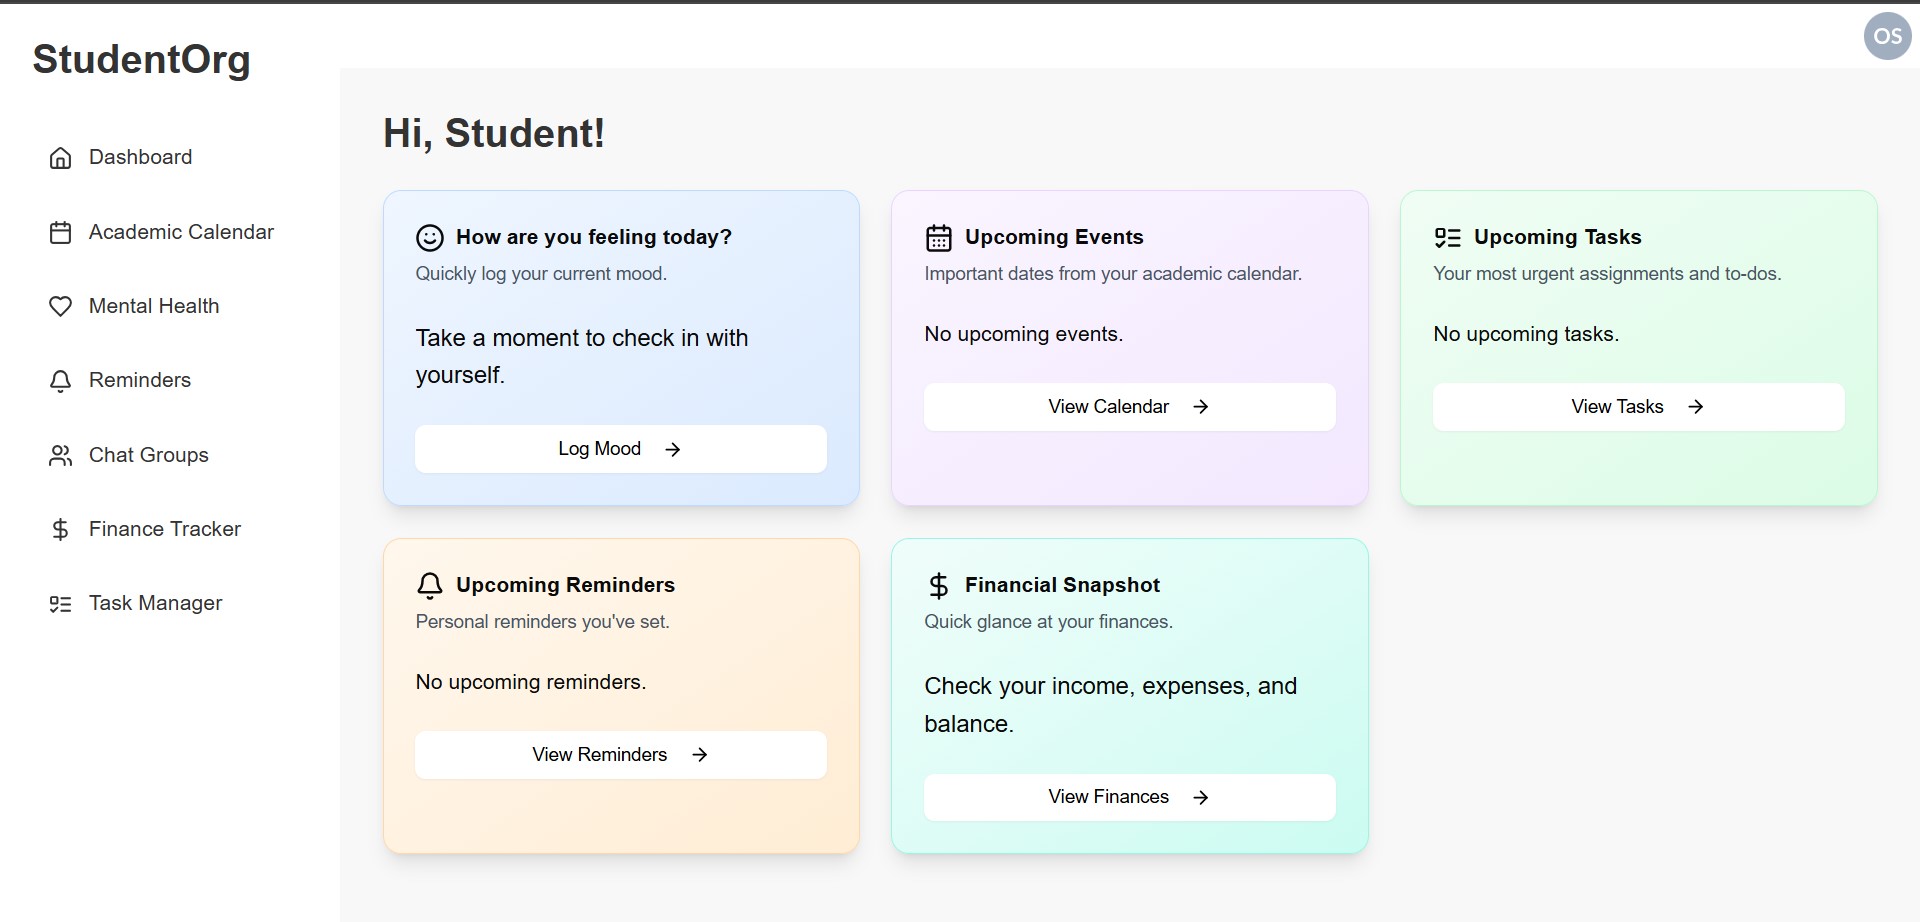 StudentOrg
OS
Dashboard
Academic Calendar
Mental Health
Reminders
Chat Groups
Finance Tracker
Task Manager
Hi, Student!
How are you feeling today?
Quickly log your current mood.
Take a moment to check in with
yourself.
Log Mood
Upcoming Events
Important dates from your academic calendar.
No upcoming events.
View Calendar
Upcoming Tasks
Your most urgent assignments and to-dos.
No upcoming tasks.
View Tasks
Upcoming Reminders
Personal reminders you've set.
No upcoming reminders.
View Reminders
Financial Snapshot
Quick glance at your finances.
Check your income, expenses, and
balance.
View Finances